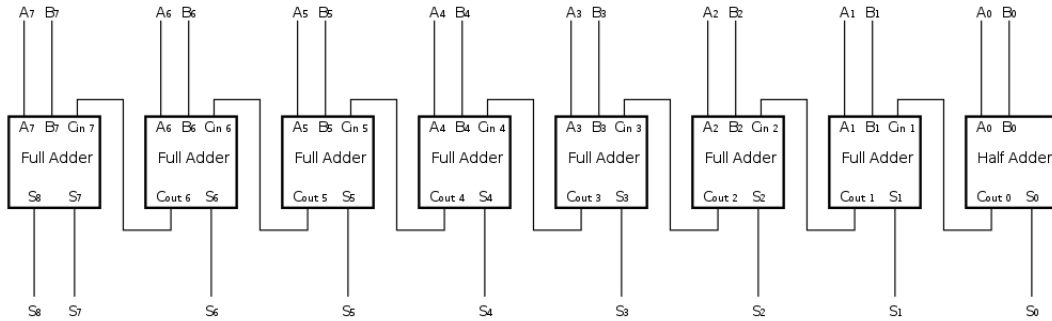 A7 B7 A6 B6 A5 B5 A4 B4 A3 B3 A2 B2 A1 B1 A0 B0
A7 B7 Cin 7 A6 B6 Cin 6 A5 B5 Cin 5 A4 B4 Cin 4 A3 B3 Cin 3 A2 B2 Cin 2 A1 B1 Cin 1 A0 B0
Full Adder Full Adder Full Adder Full Adder Full Adder Full Adder Full Adder Half Adder
S8 S7 Cout 6 S6 Cout 5 S5 Cout 4 S4 Cout 3 S3 Cout 2 S2 Cout 1 S1 Cout 0 S0
S8 S7 S6 S5 S4 S3 S2 S1 S0